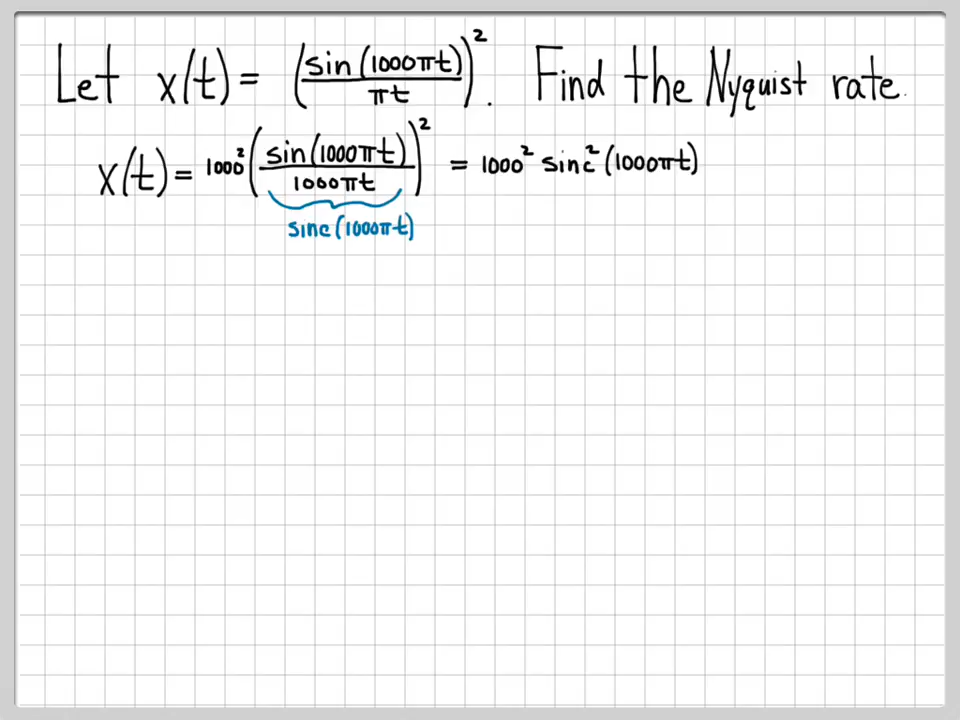 Let x(t) = (sin(1000πt)/πt)². Find the Nyquist rate.
x(t) = 1000² (sin(1000πt)/1000πt)² = 1000² sinc²(1000πt)
sinc(1000πt)